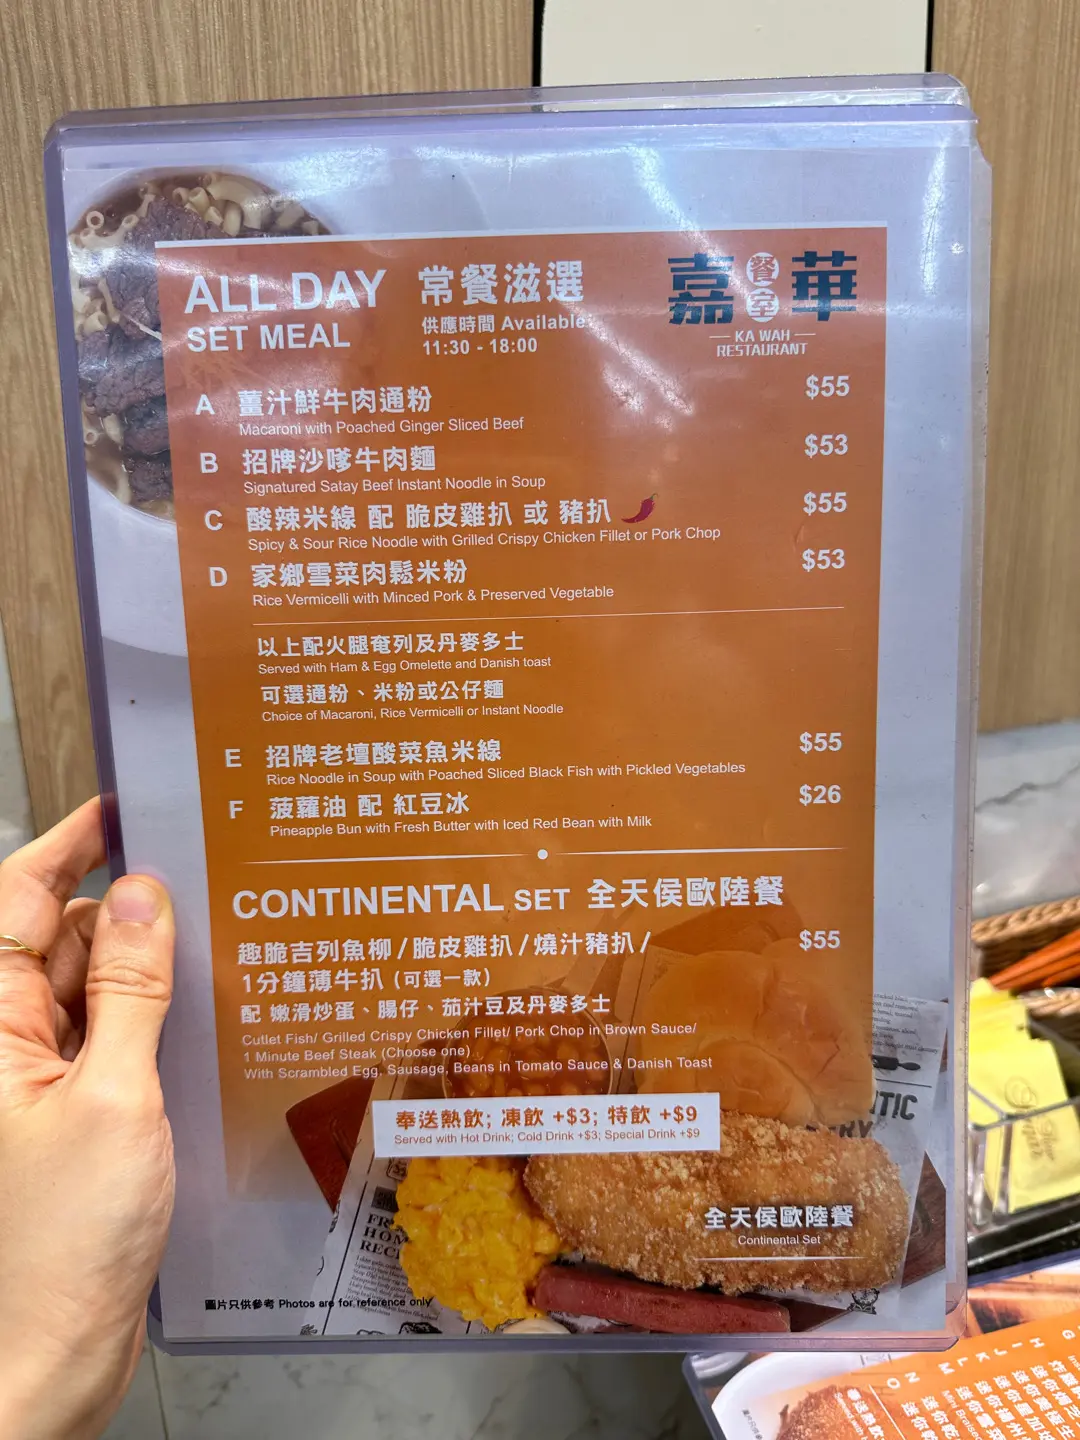 ALL DAY 常餐滋選
SET MEAL
供應時間 Available:
11:30 - 18:00
嘉餐室華
KA WAH
RESTAURANT
A 薑汁鮮牛肉通粉 $55
Macaroni with Poached Ginger Sliced Beef
B 招牌沙嗲牛肉麵 $53
Signatured Satay Beef Instant Noodle in Soup
C 酸辣米線 配 脆皮雞扒 或 豬扒 $55
Spicy & Sour Rice Noodle with Grilled Crispy Chicken Fillet or Pork Chop
D 家鄉雪菜肉鬆米粉 $53
Rice Vermicelli with Minced Pork & Preserved Vegetable
以上配火腿奄列及丹麥多士
Served with Ham & Egg Omelette and Danish toast
可選通粉、米粉或公仔麵
Choice of Macaroni, Rice Vermicelli or Instant Noodle
E 招牌老壇酸菜魚米線 $55
Rice Noodle in Soup with Poached Sliced Black Fish with Pickled Vegetables
F 菠蘿油 配 紅豆冰 $26
Pineapple Bun with Fresh Butter with Iced Red Bean with Milk
CONTINENTAL SET 全天侯歐陸餐
趣脆吉列魚柳/脆皮雞扒/燒汁豬扒/ $55
1分鐘薄牛扒 (可選一款)
配 嫩滑炒蛋、腸仔、茄汁豆及丹麥多士
Cutlet Fish/ Grilled Crispy Chicken Fillet/ Pork Chop in Brown Sauce/
1 Minute Beef Steak (Choose one)
With Scrambled Egg, Sausage, Beans in Tomato Sauce & Danish Toast
奉送熱飲; 凍飲 +$3; 特飲 +$9
Served with Hot Drink; Cold Drink +$3; Special Drink +$9
全天侯歐陸餐
Continental Set
圖片只供參考 Photos are for reference only